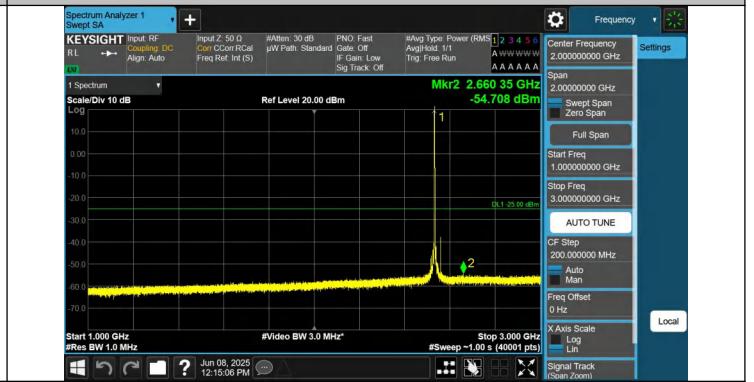 Spectrum Analyzer 1
Swept SA
+
Frequency
KEYSIGHT Input: RF Input Z: 50 Ω #Atten: 30 dB PNO: Fast #Avg Type: Power (RMS 1 2 3 4 5 6
RL Coupling: DC Corr CCorr RCal µW Path: Standard Gate: Off Avg|Hold: 1/1 A W W W W W
Align: Auto Freq Ref: Int (S) IF Gain: Low Trig: Free Run
Sig Track: Off A A A A A A
1 Spectrum
Mkr2 2.660 35 GHz
Scale/Div 10 dB Ref Level 20.00 dBm -54.708 dBm
Log
1
10.0
0.00
-10.0
-20.0
DL1 -25.00 dBm
-30.0
-40.0
2
-50.0
-60.0
-70.0
Start 1.000 GHz #Video BW 3.0 MHz* Stop 3.000 GHz
#Res BW 1.0 MHz #Sweep ~1.00 s (40001 pts)
?
Jun 08, 2025
12:15:06 PM
Center Frequency
2.000000000 GHz
Settings
Span
2.00000000 GHz
Swept Span
Zero Span
Full Span
Start Freq
1.000000000 GHz
Stop Freq
3.000000000 GHz
AUTO TUNE
CF Step
200.000000 MHz
Auto
Man
Freq Offset
0 Hz
Local
X Axis Scale
Log
Lin
Signal Track
(Span Zoom)